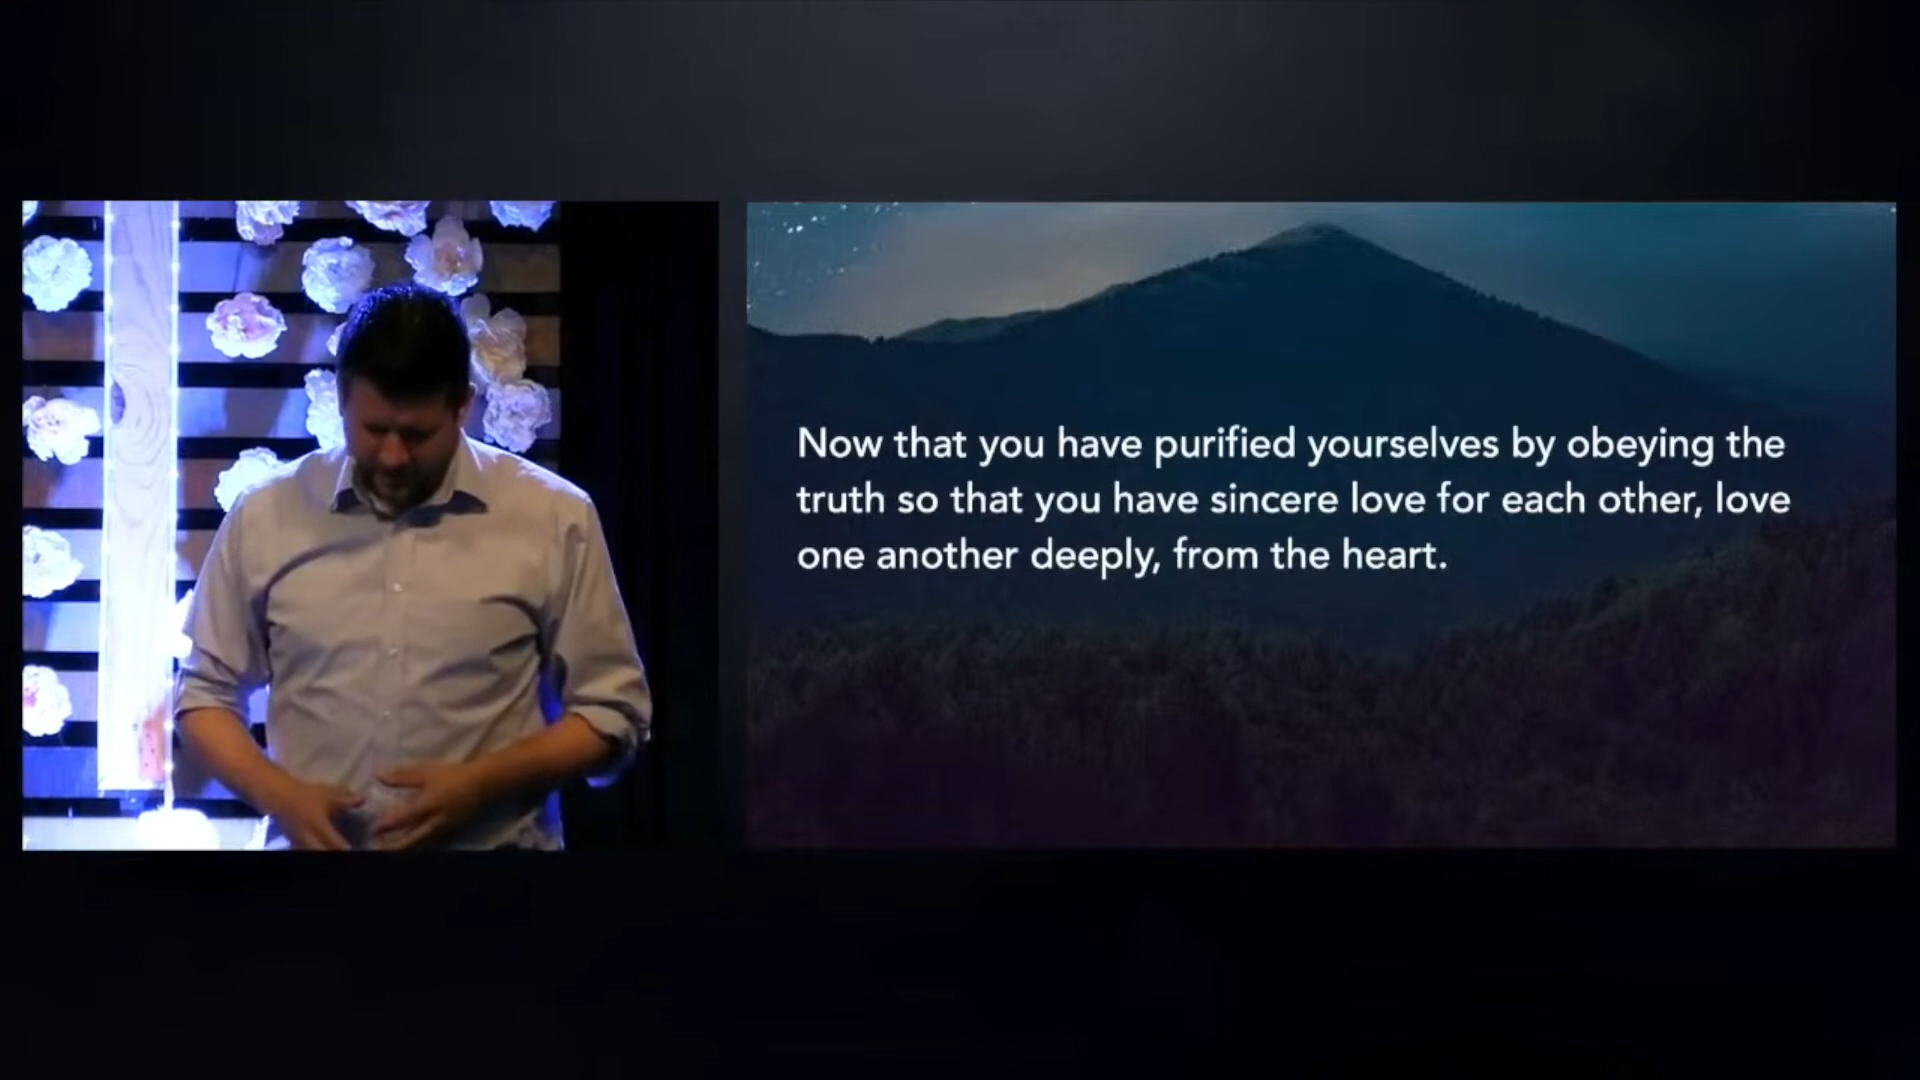 Now that you have purified yourselves by obeying the
truth so that you have sincere love for each other, love
one another deeply, from the heart.